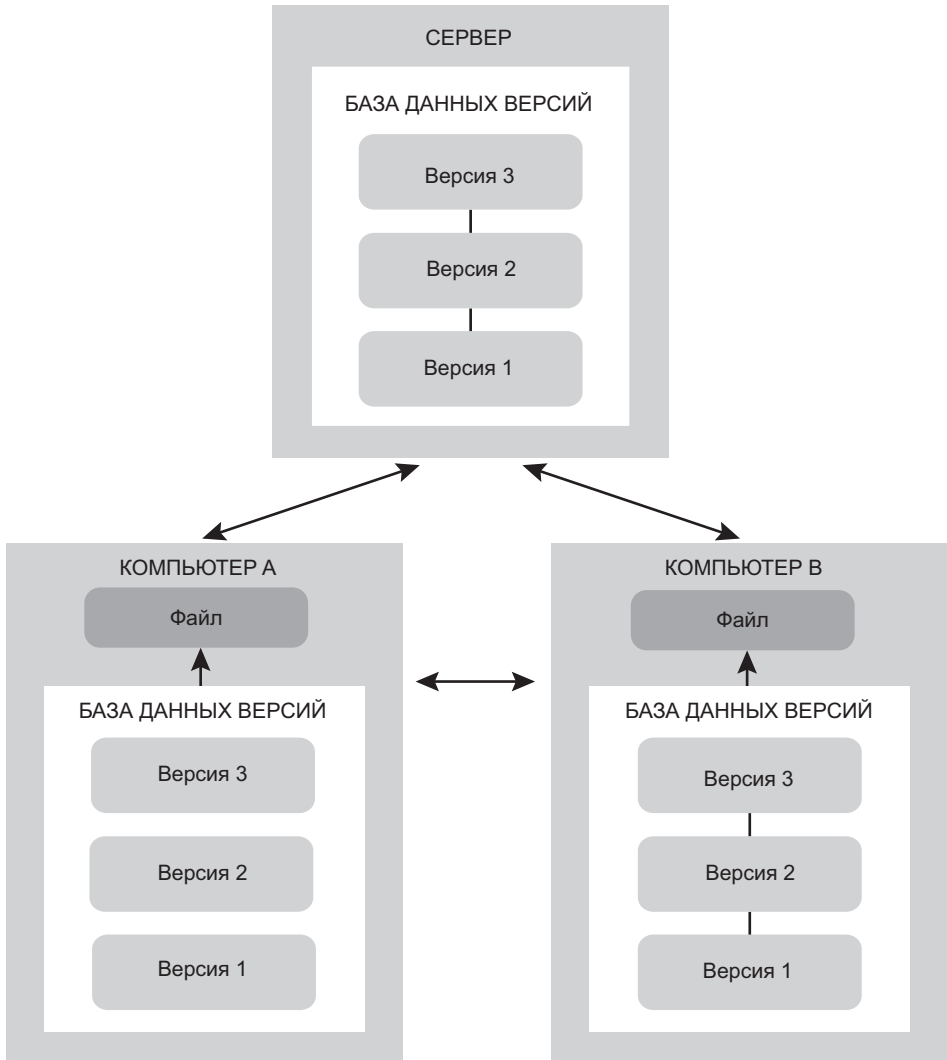 СЕРВЕР
БАЗА ДАННЫХ ВЕРСИЙ
Версия 3
Версия 2
Версия 1
КОМПЬЮТЕР А
Файл
БАЗА ДАННЫХ ВЕРСИЙ
Версия 3
Версия 2
Версия 1
КОМПЬЮТЕР В
Файл
БАЗА ДАННЫХ ВЕРСИЙ
Версия 3
Версия 2
Версия 1